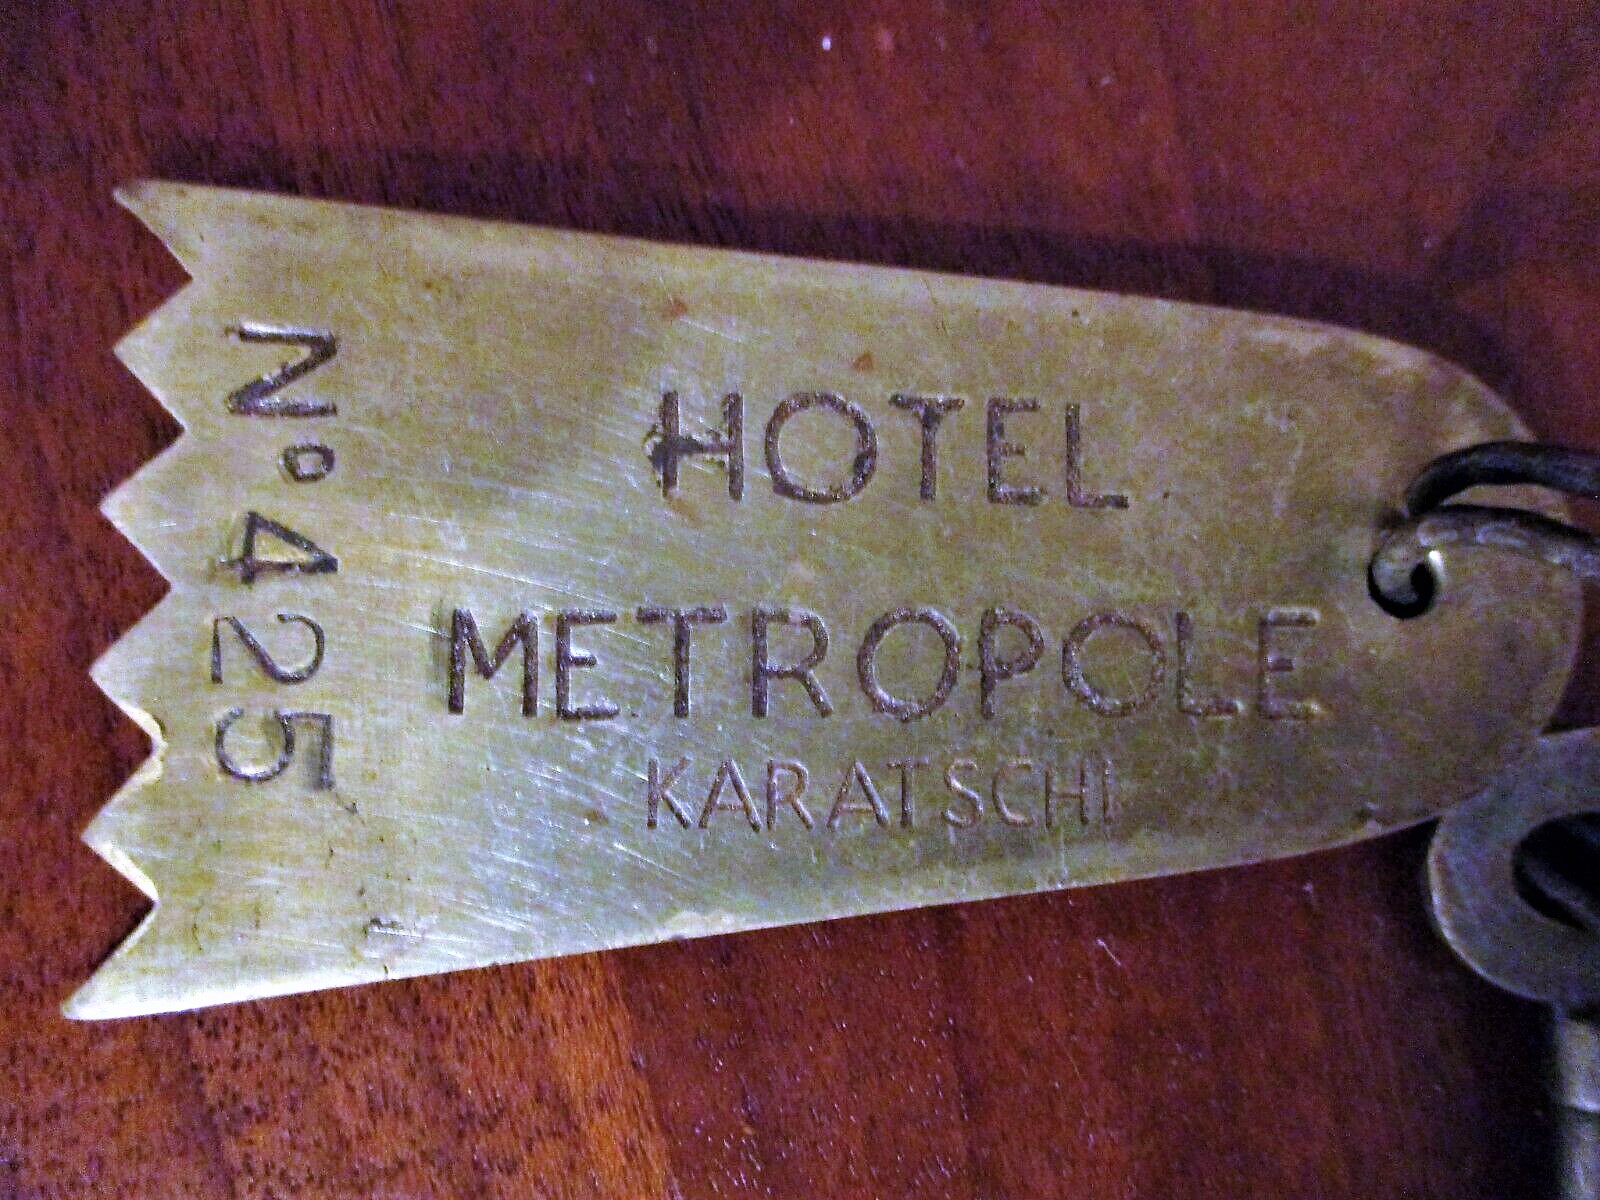 HOTEL
METROPOLE
KARATSCHI
Nº 425